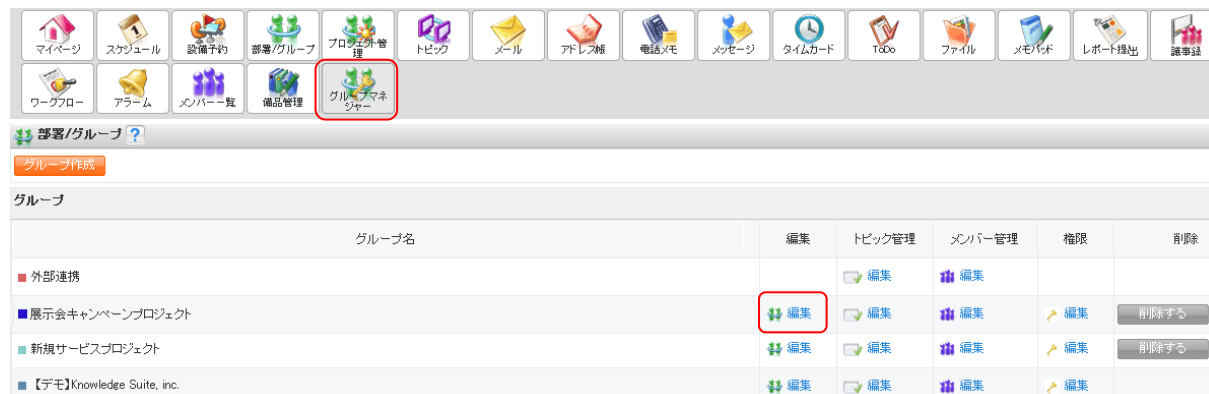 マイページ
スケジュール
設備予約
部署/グループ
プロジェクト管理
トピック
メール
アドレス帳
電話メモ
メッセージ
タイムカード
ToDo
ファイル
メモパッド
レポート提出
議事録
ワークフロー
アラーム
メンバー一覧
備品管理
グループマネジャー
部署/グループ ?
グループ作成
グループ
グループ名 編集 トピック管理 メンバー管理 権限 削除
外部連携 編集 編集
展示会キャンペーンプロジェクト 編集 編集 編集 編集 削除する
新規サービスプロジェクト 編集 編集 編集 編集 削除する
【デモ】Knowledge Suite, inc. 編集 編集 編集 編集